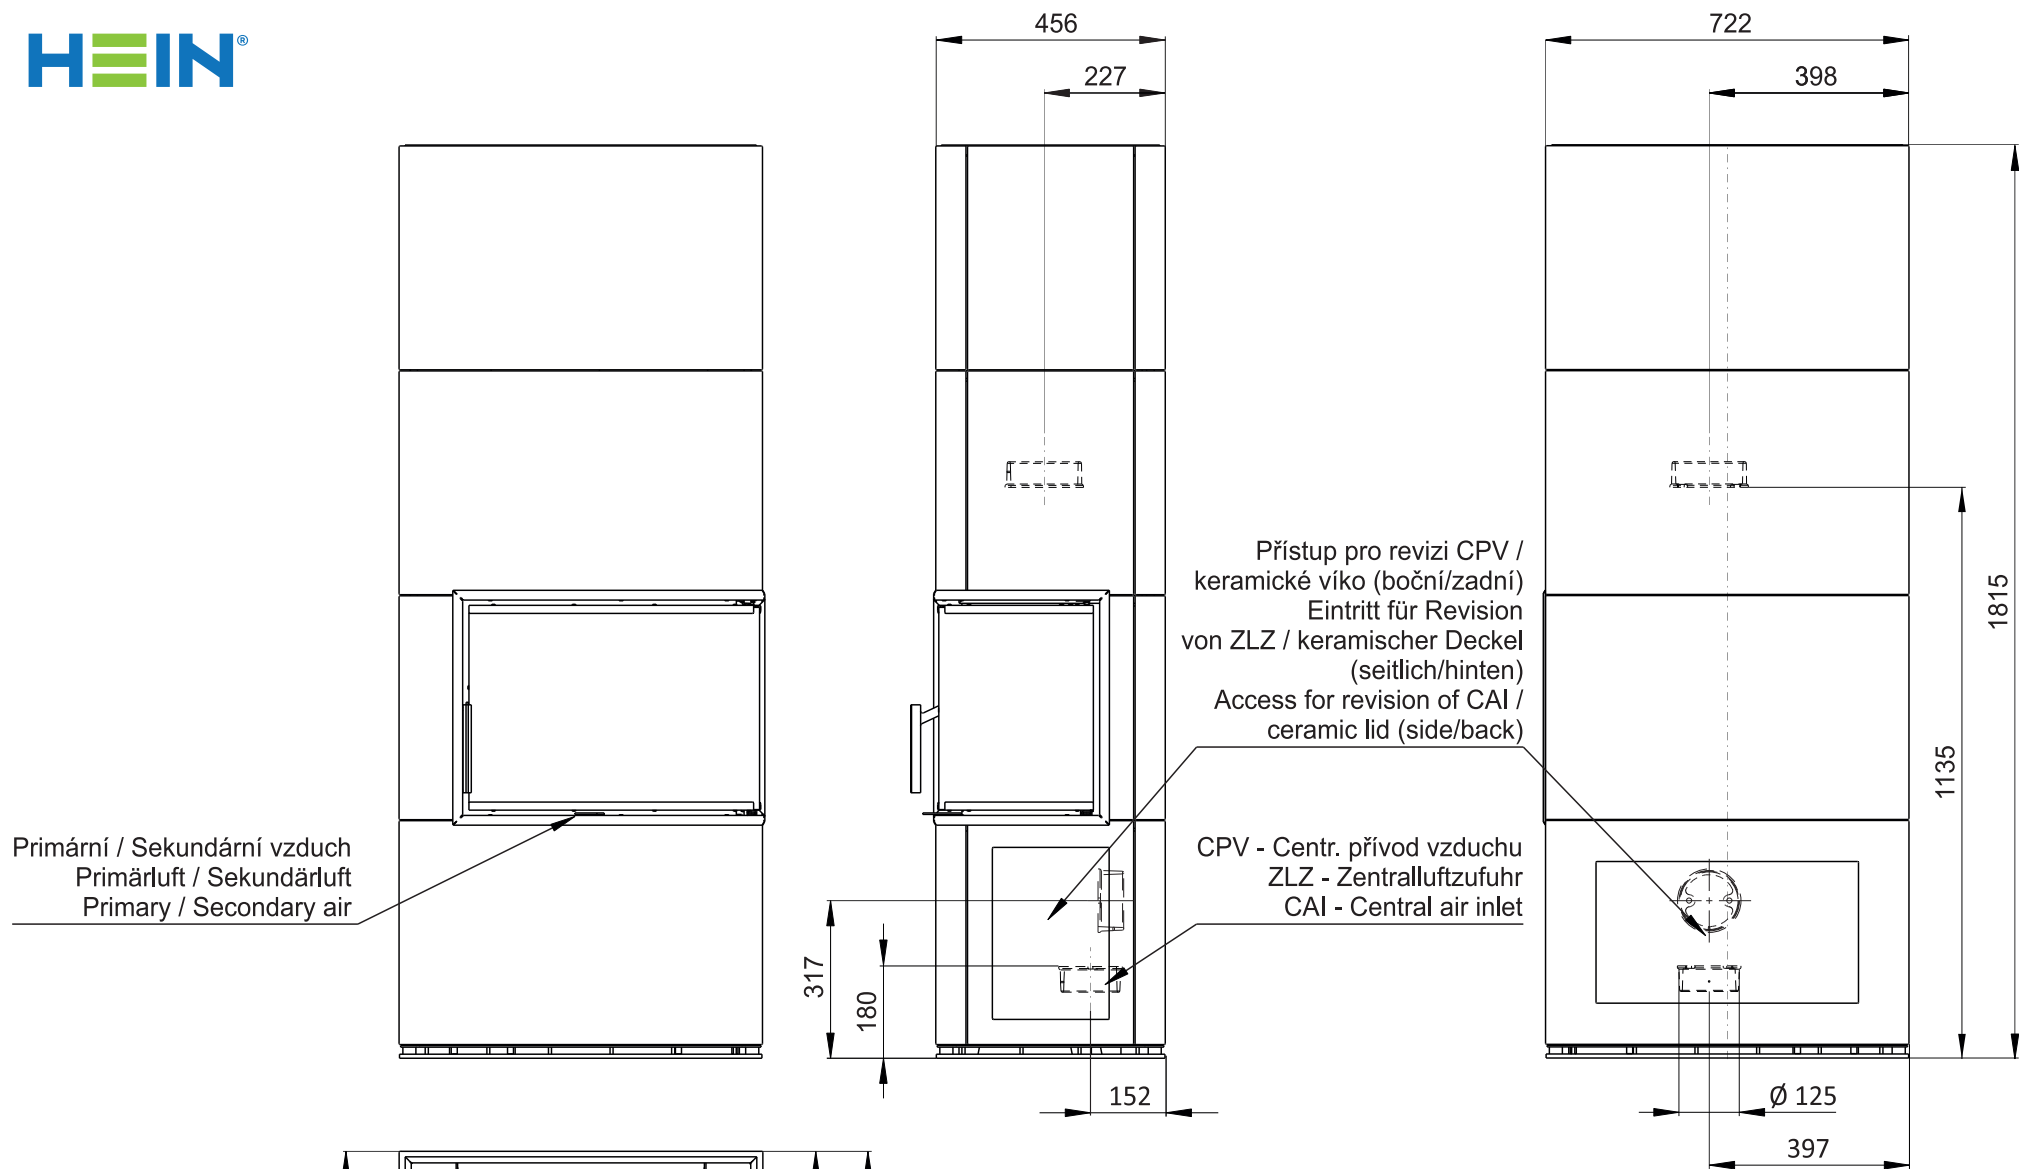 HEIN®
456
722
227
398
Přístup pro revizi CPV /
keramické víko (boční/zadní)
Eintritt für Revision
von ZLZ / keramischer Deckel
(seitlich/hinten)
Access for revision of CAI /
ceramic lid (side/back)
1815
1135
Primární / Sekundární vzduch
Primärluft / Sekundärluft
Primary / Secondary air
CPV - Centr. přívod vzduchu
ZLZ - Zentralluftzufuhr
CAI - Central air inlet
317
180
152
Ø 125
397